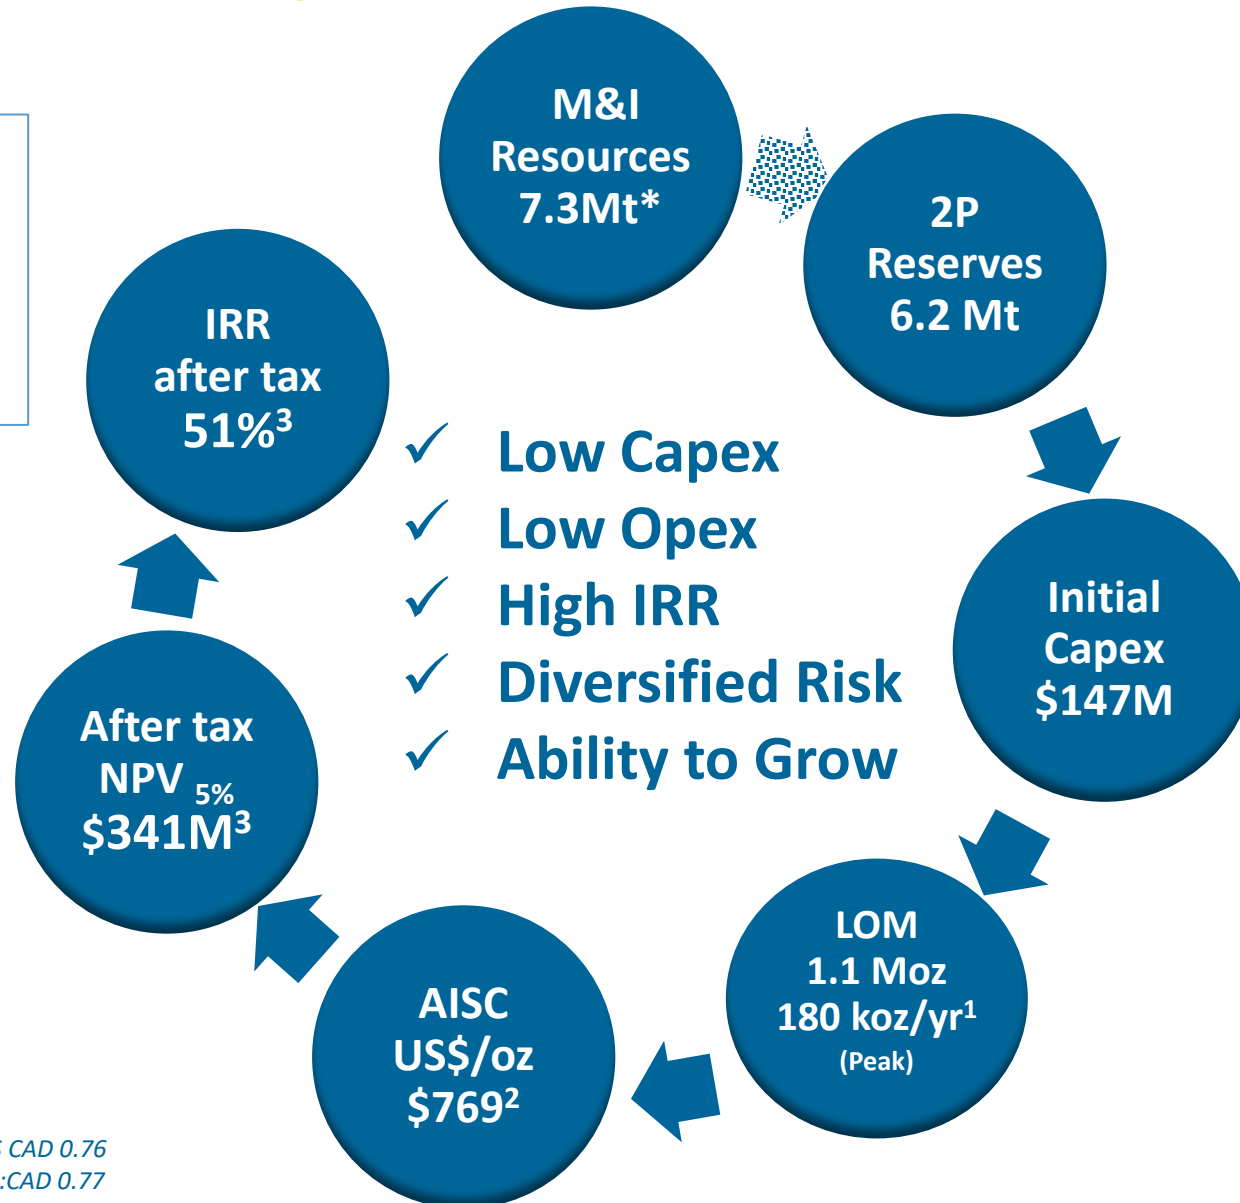 M&I
Resources
7.3Mt*
2P
Reserves
6.2 Mt
Initial
Capex
$147M
LOM
1.1 Moz
180 koz/yr¹
(Peak)
AISC
US$/oz
$769²
After tax
NPV 5%
$341M³
IRR
after tax
51%³
✓ Low Capex
✓ Low Opex
✓ High IRR
✓ Diversified Risk
✓ Ability to Grow
CAD 0.76
:CAD 0.77